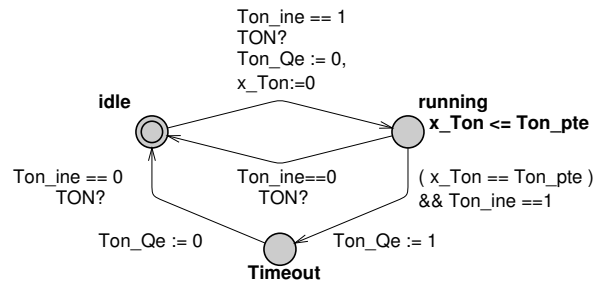 Ton_ine == 1
TON?
Ton_Qe := 0,
x_Ton:=0
idle
running
x_Ton <= Ton_pte
Ton_ine == 0
TON?
Ton_ine==0
TON?
( x_Ton == Ton_pte )
&& Ton_ine ==1
Ton_Qe := 0
Ton_Qe := 1
Timeout